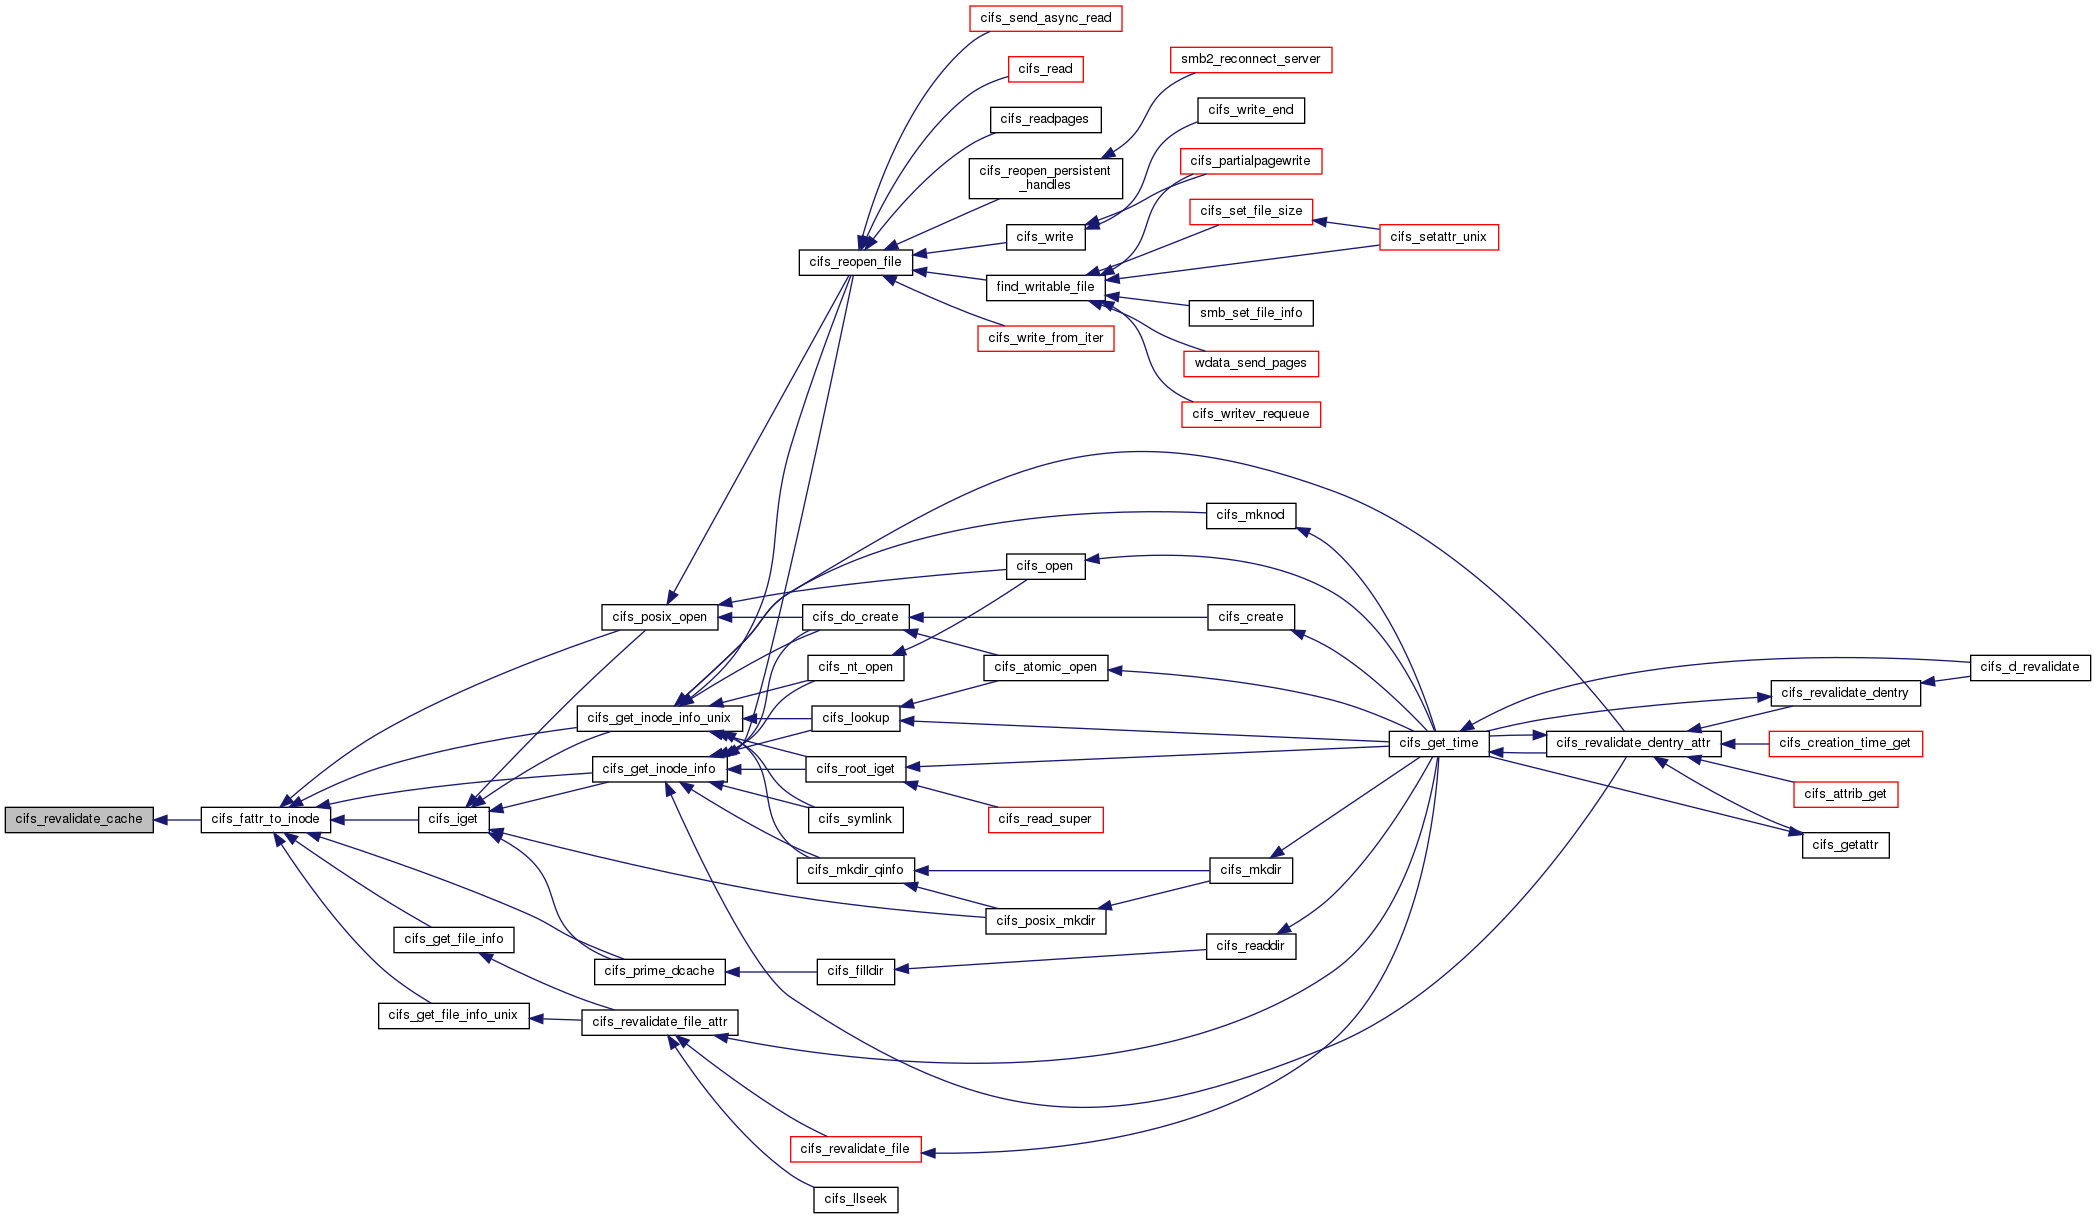 cifs_send_async_read
smb2_reconnect_server
cifs_read
cifs_write_end
cifs_readpages
cifs_partialpagewrite
cifs_reopen_persistent
_handles
cifs_set_file_size
cifs_write
cifs_setattr_unix
cifs_reopen_file
find_writable_file
smb_set_file_info
cifs_write_from_iter
wdata_send_pages
cifs_writev_requeue
cifs_mknod
cifs_open
cifs_posix_open
cifs_do_create
cifs_create
cifs_nt_open
cifs_atomic_open
cifs_d_revalidate
cifs_revalidate_dentry
cifs_get_inode_info_unix
cifs_lookup
cifs_get_time
cifs_revalidate_dentry_attr
cifs_creation_time_get
cifs_get_inode_info
cifs_root_iget
cifs_attrib_get
cifs_revalidate_cache
cifs_fattr_to_inode
cifs_iget
cifs_symlink
cifs_read_super
cifs_getattr
cifs_mkdir_qinfo
cifs_mkdir
cifs_posix_mkdir
cifs_get_file_info
cifs_readdir
cifs_prime_dcache
cifs_filldir
cifs_get_file_info_unix
cifs_revalidate_file_attr
cifs_revalidate_file
cifs_llseek